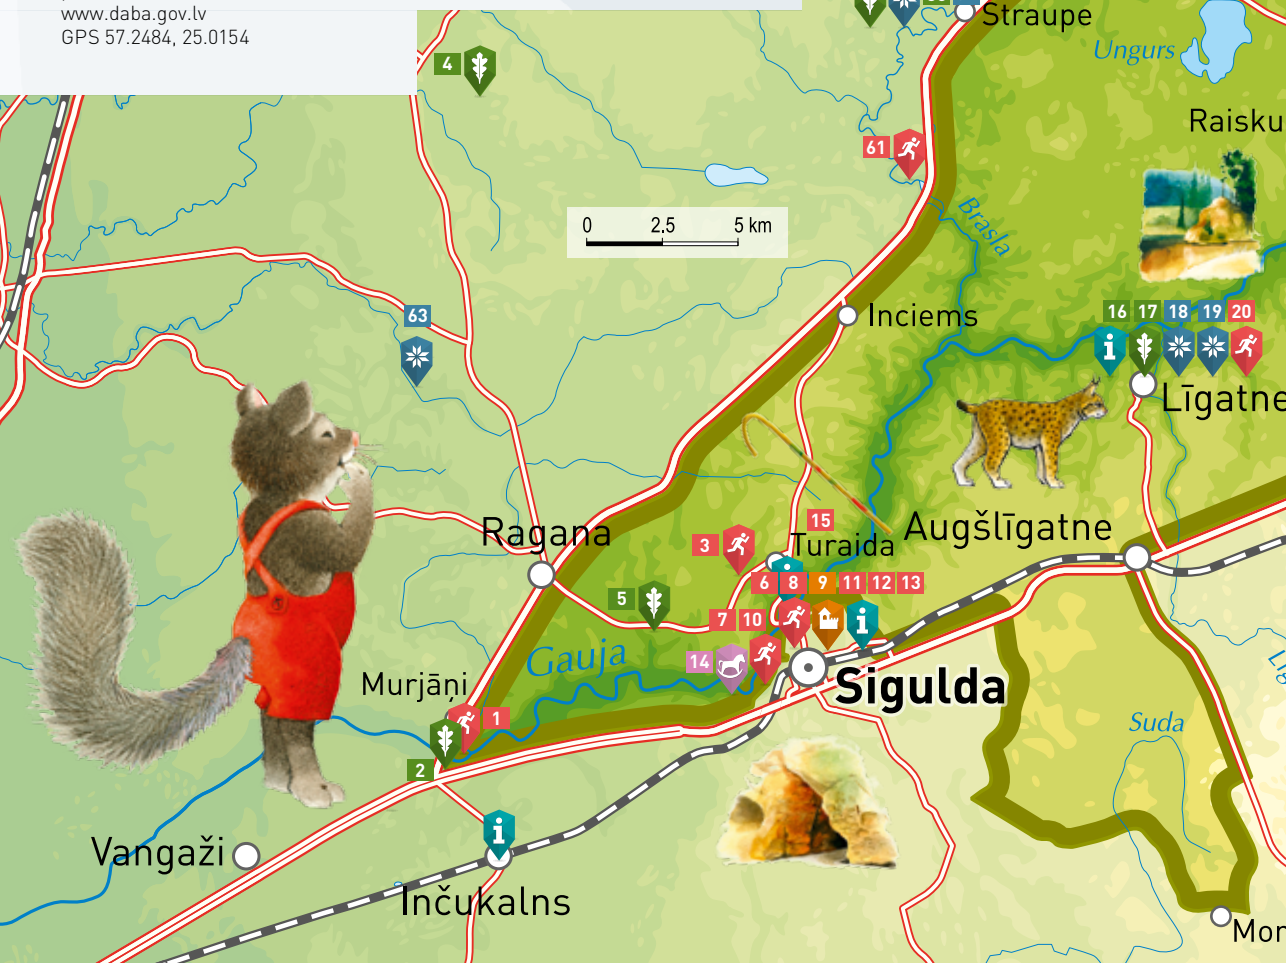 www.daba.gov.lv
GPS 57.2484, 25.0154
Straupe
Ungurs
4
Raisku
61
Brasla
0 2.5 5 km
63
Inciems
16 17 18 19 20
Līgatne
15
Ragana
3
Turaida
Augšlīgatne
6 8 9 11 12 13
5
7 10
Gauja
14
Sigulda
Murjāņi
1
Suda
2
Vangaži
Inčukalns
Mor